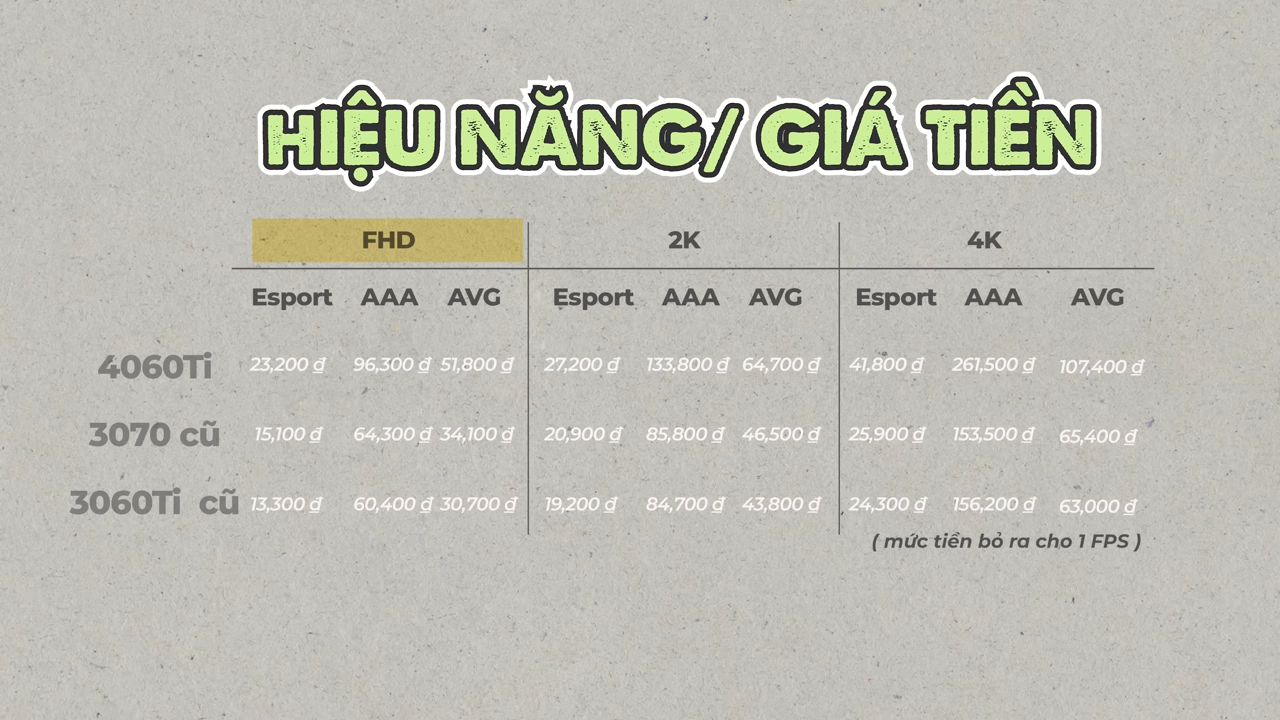 HIỆU NĂNG/ GIÁ TIỀN
FHD 2K 4K
Esport AAA AVG Esport AAA AVG Esport AAA AVG
4060Ti 23,200 ₫ 96,300 ₫ 51,800 ₫ 27,200 ₫ 133,800 ₫ 64,700 ₫ 41,800 ₫ 261,500 ₫ 107,400 ₫
3070 cũ 15,100 ₫ 64,300 ₫ 34,100 ₫ 20,900 ₫ 85,800 ₫ 46,500 ₫ 25,900 ₫ 153,500 ₫ 65,400 ₫
3060Ti cũ 13,300 ₫ 60,400 ₫ 30,700 ₫ 19,200 ₫ 84,700 ₫ 43,800 ₫ 24,300 ₫ 156,200 ₫ 63,000 ₫
( mức tiền bỏ ra cho 1 FPS )